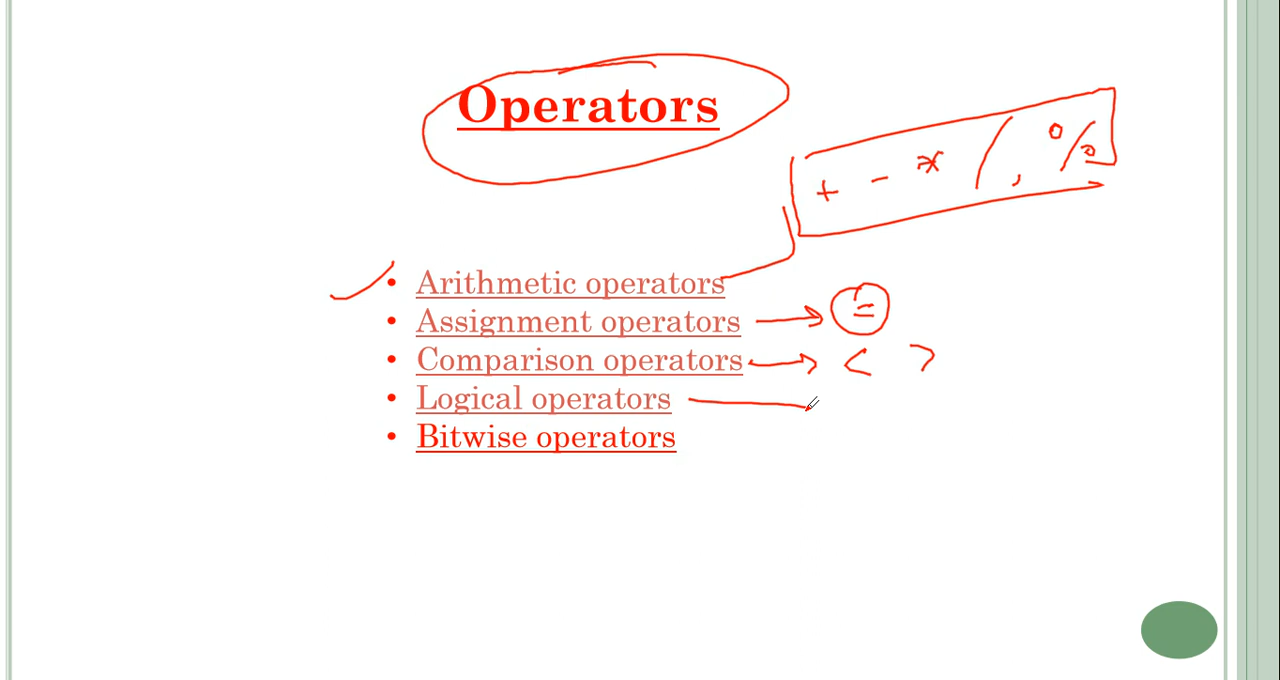 Operators
+ - * / , %
• Arithmetic operators
• Assignment operators =
• Comparison operators < >
• Logical operators
• Bitwise operators